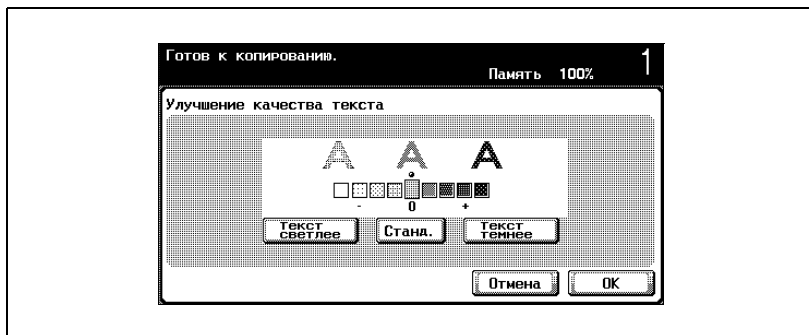 Готов к копированию.
Память 100% 1
Улучшение качества текста
А А А
- 0 +
Текст светлее
Станд.
Текст темнее
Отмена OK